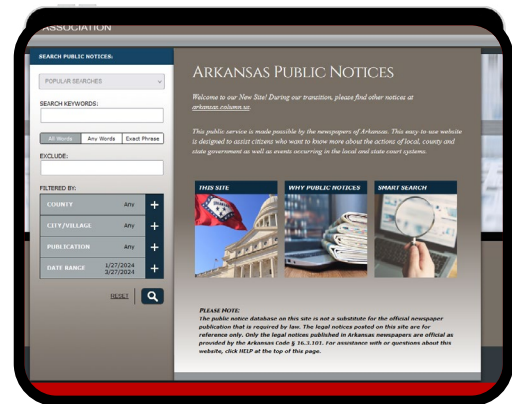 ASSOCIATION
SEARCH PUBLIC NOTICES:
POPULAR SEARCHES
SEARCH KEYWORDS:
All Words Any Words Exact Phrase
EXCLUDE:
FILTERED BY:
COUNTY Any +
CITY/VILLAGE Any +
PUBLICATION Any +
DATE RANGE 1/27/2024 +
3/27/2024
RESET
ARKANSAS PUBLIC NOTICES
Welcome to our New Site! During our transition, please find other notices at
arkansas.column.us.
This public service is made possible by the newspapers of Arkansas. This easy-to-use website
is designed to assist citizens who want to know more about the actions of local, county and
state government as well as events occurring in the local and state court systems.
THIS SITE
WHY PUBLIC NOTICES
SMART SEARCH
PLEASE NOTE:
The public notice database on this site is not a substitute for the official newspaper
publication that is required by law. The legal notices posted on this site are for
reference only. Only the legal notices published in Arkansas newspapers are official as
provided by the Arkansas Code § 16.3.101. For assistance with or questions about this
website, click HELP at the top of this page.